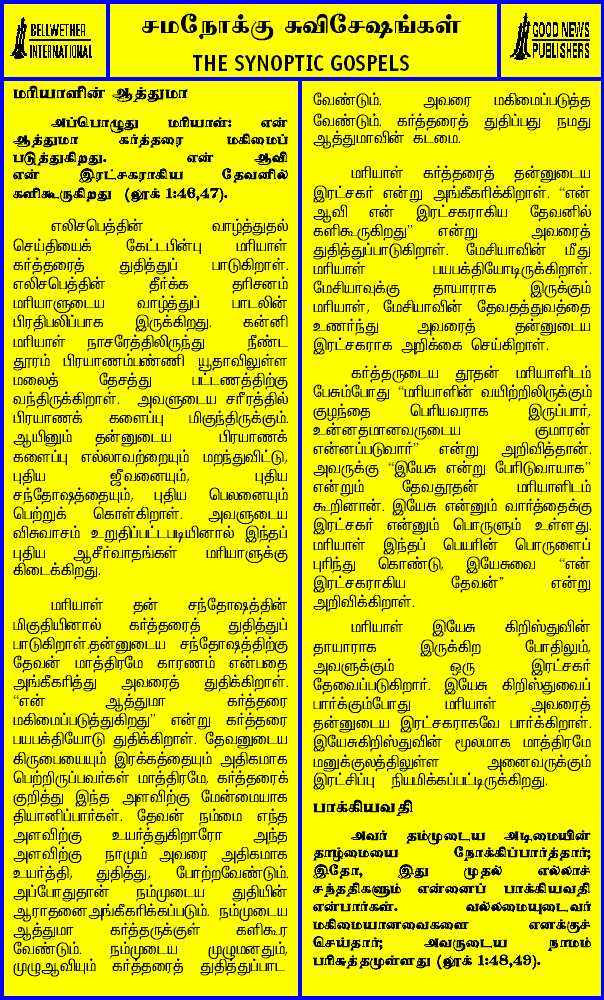 BELLWETHER
INTERNATIONAL
சமநோக்கு சுவிசேஷங்கள்
THE SYNOPTIC GOSPELS
GOOD NEWS
PUBLISHERS
மரியாளின் ஆத்துமா
அப்பொழுது மரியாள்: என்
ஆத்துமா கர்த்தரை மகிமைப்
படுத்துகிறது. என் ஆவி
என் இரட்சகராகிய தேவனில்
களிகூருகிறது (லூக் 1:46,47).
எலிசபெத்தின் வாழ்த்துதல்
செய்தியைக் கேட்டபின்பு மரியாள்
கர்த்தரைத் துதித்துப் பாடுகிறாள்.
எலிசபெத்தின் தீர்க்க தரிசனம்
மரியாளுடைய வாழ்த்துப் பாடலின்
பிரதிபலிப்பாக இருக்கிறது. கன்னி
மரியாள் நாசரேத்திலிருந்து நீண்ட
தூரம் பிரயாணம்பண்ணி யூதாவிலுள்ள
மலைத் தேசத்து பட்டணத்திற்கு
வந்திருக்கிறாள். அவளுடைய சரீரத்தில்
பிரயாணக் களைப்பு மிகுந்திருக்கும்.
ஆயினும் தன்னுடைய பிரயாணக்
களைப்பு எல்லாவற்றையும் மறந்துவிட்டு,
புதிய ஜீவனையும், புதிய
சந்தோஷத்தையும், புதிய பெலனையும்
பெற்றுக் கொள்கிறாள். அவளுடைய
விசுவாசம் உறுதிப்பட்டபடியினால் இந்தப்
புதிய ஆசீர்வாதங்கள் மரியாளுக்கு
கிடைக்கிறது.
மரியாள் தன் சந்தோஷத்தின்
மிகுதியினால் கர்த்தரைத் துதித்துப்
பாடுகிறாள்.தன்னுடைய சந்தோஷத்திற்கு
தேவன் மாத்திரமே காரணம் என்பதை
அங்கீகரித்து அவரைத் துதிக்கிறாள்.
“என் ஆத்துமா கர்த்தரை
மகிமைப்படுத்துகிறது” என்று கர்த்தரை
பயபக்தியோடு துதிக்கிறாள். தேவனுடைய
கிருபையையும் இரக்கத்தையும் அதிகமாக
பெற்றிருப்பவர்கள் மாத்திரமே, கர்த்தரைக்
குறித்து இந்த அளவிற்கு மேன்மையாக
தியானிப்பார்கள். தேவன் நம்மை எந்த
அளவிற்கு உயர்த்துகிறாரோ அந்த
அளவிற்கு நாமும் அவரை அதிகமாக
உயர்த்தி, துதித்து, போற்றவேண்டும்.
அப்போதுதான் நம்முடைய துதியின்
ஆராதனைஅங்கீகரிக்கப்படும். நம்முடைய
ஆத்துமா கர்த்தருக்குள் களிகூர
வேண்டும். நம்முடைய முழுமனதும்,
முழுஆவியும் கர்த்தரைத் துதித்துப்பாட
வேண்டும். அவரை மகிமைப்படுத்த
வேண்டும். கர்த்தரைத் துதிப்பது நமது
ஆத்துமாவின் கடமை.
மரியாள் கர்த்தரைத் தன்னுடைய
இரட்சகர் என்று அங்கீகரிக்கிறாள். “என்
ஆவி என் இரட்சகராகிய தேவனில்
களிகூருகிறது” என்று அவரைத்
துதித்துப்பாடுகிறாள். மேசியாவின் மீது
மரியாள் பயபக்தியோடிருக்கிறாள்.
மேசியாவுக்கு தாயாராக இருக்கும்
மரியாள், மேசியாவின் தேவதத்துவத்தை
உணர்ந்து அவரைத் தன்னுடைய
இரட்சகராக அறிக்கை செய்கிறாள்.
கர்த்தருடைய தூதன் மரியாளிடம்
பேசும்போது “மரியாளின் வயிற்றிலிருக்கும்
குழந்தை பெரியவராக இருப்பார்,
உன்னதமானவருடைய குமாரன்
என்னப்படுவார்” என்று அறிவித்தான்.
அவருக்கு “இயேசு என்று பேரிடுவாயாக”
என்றும் தேவதூதன் மரியாளிடம்
கூறினான். இயேசு என்னும் வார்த்தைக்கு
இரட்சகர் என்னும் பொருளும் உள்ளது.
மரியாள் இந்தப் பெயரின் பொருளைப்
புரிந்து கொண்டு, இயேசுவை “என்
இரட்சகராகிய தேவன்” என்று
அறிவிக்கிறாள்.
மரியாள் இயேசு கிறிஸ்துவின்
தாயாராக இருக்கிற போதிலும்,
அவளுக்கும் ஒரு இரட்சகர்
தேவைப்படுகிறார். இயேசு கிறிஸ்துவைப்
பார்க்கும்போது மரியாள் அவரைத்
தன்னுடைய இரட்சகராகவே பார்க்கிறாள்.
இயேசுகிறிஸ்துவின் மூலமாக மாத்திரமே
மனுக்குலத்திலுள்ள அனைவருக்கும்
இரட்சிப்பு நியமிக்கப்பட்டிருக்கிறது.
பாக்கியவதி
அவர் தம்முடைய அடிமையின்
தாழ்மையை நோக்கிப்பார்த்தார்;
இதோ, இது முதல் எல்லாச்
சந்ததிகளும் என்னைப் பாக்கியவதி
என்பார்கள். வல்லமையுடையவர்
மகிமையானவைகளை எனக்குச்
செய்தார்; அவருடைய நாமம்
பரிசுத்தமுள்ளது (லூக் 1:48,49).